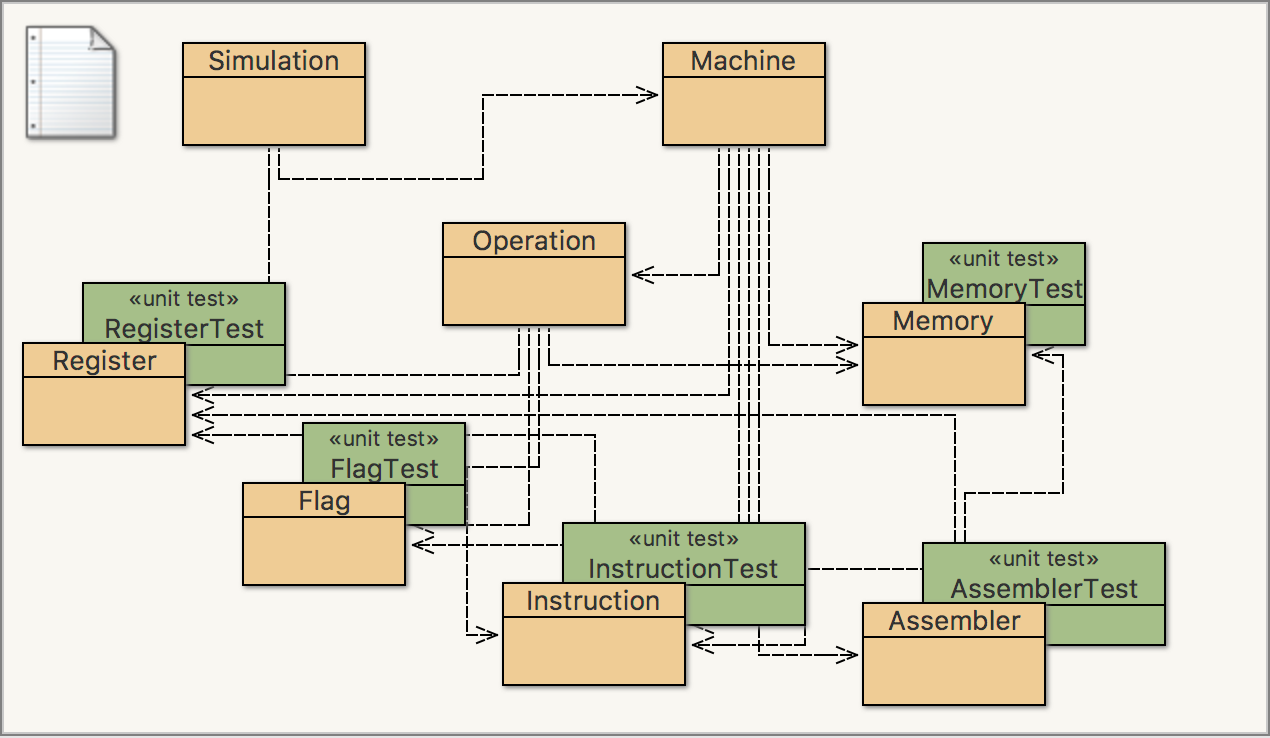 Simulation
Machine
Operation
«unit test»
MemoryTest
Memory
«unit test»
RegisterTest
Register
«unit test»
FlagTest
Flag
«unit test»
InstructionTest
Instruction
«unit test»
AssemblerTest
Assembler